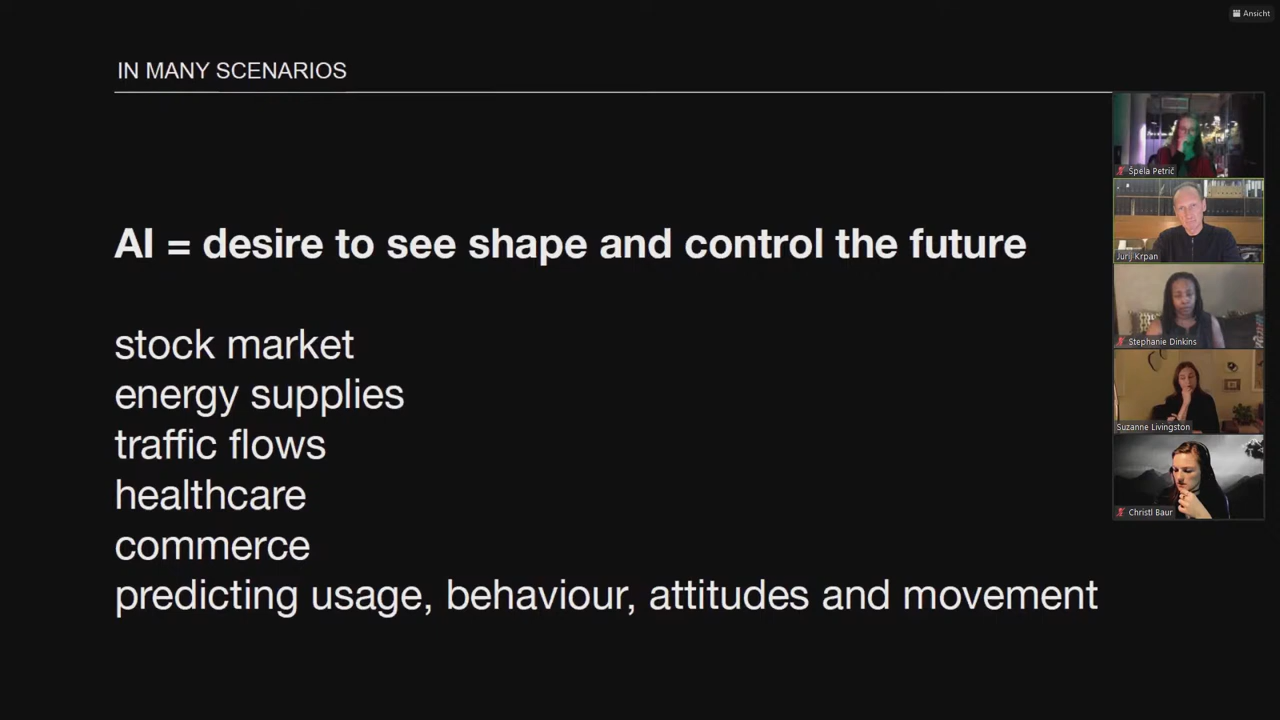 Ansicht
IN MANY SCENARIOS
AI = desire to see shape and control the future
stock market
energy supplies
traffic flows
healthcare
commerce
predicting usage, behaviour, attitudes and movement
Špela Petrič
Jurij Krpan
Stephanie Dinkins
Suzanne Livingston
Christl Baur